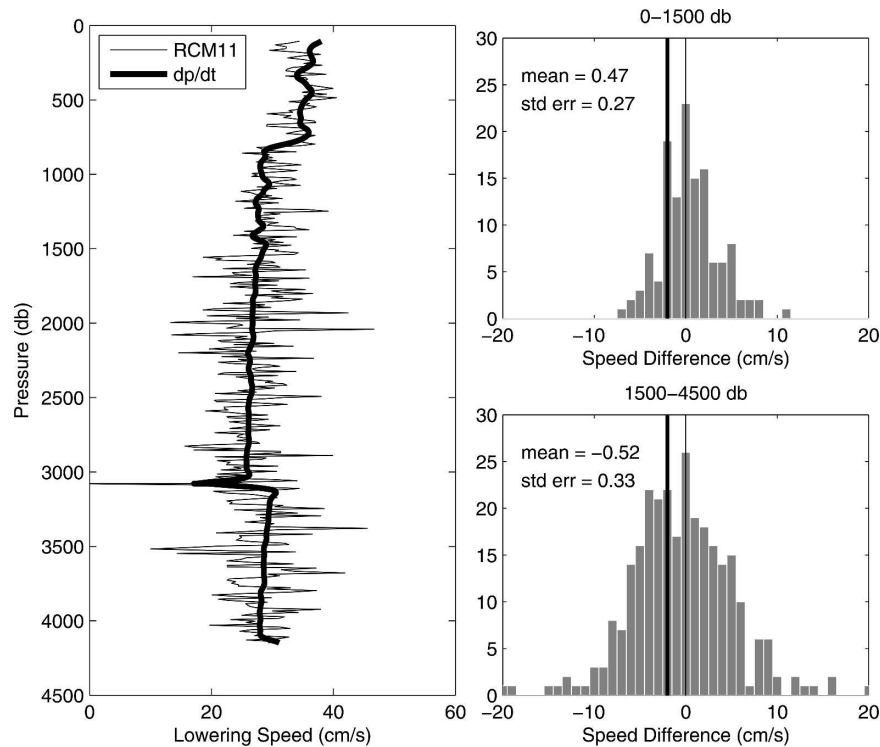 RCM11
dp/dt
0
500
1000
1500
2000
2500
3000
3500
4000
4500
Pressure (db)
0 20 40 60
Lowering Speed (cm/s)
0−1500 db
mean = 0.47
std err = 0.27
30
25
20
15
10
5
0
−20 −10 0 10 20
Speed Difference (cm/s)
1500−4500 db
mean = −0.52
std err = 0.33
30
25
20
15
10
5
0
−20 −10 0 10 20
Speed Difference (cm/s)